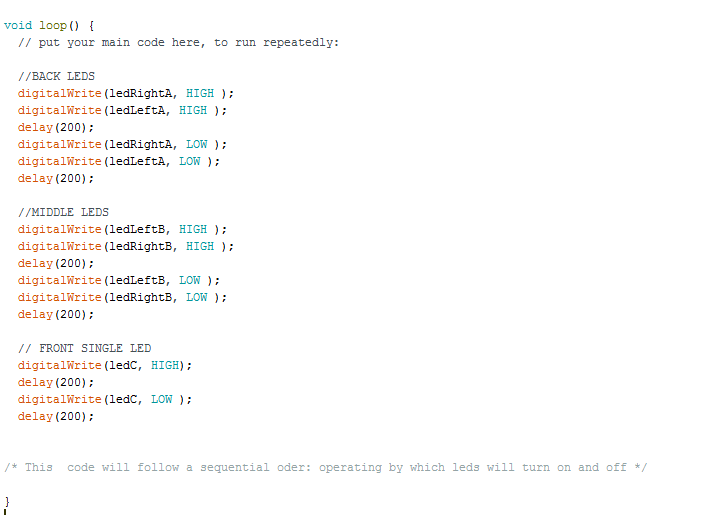 void loop() {
// put your main code here, to run repeatedly:
//BACK LEDS
digitalWrite(ledRightA, HIGH );
digitalWrite(ledLeftA, HIGH );
delay(200);
digitalWrite(ledRightA, LOW );
digitalWrite(ledLeftA, LOW );
delay(200);
//MIDDLE LEDS
digitalWrite(ledLeftB, HIGH );
digitalWrite(ledRightB, HIGH );
delay(200);
digitalWrite(ledLeftB, LOW );
digitalWrite(ledRightB, LOW );
delay(200);
// FRONT SINGLE LED
digitalWrite(ledC, HIGH);
delay(200);
digitalWrite(ledC, LOW );
delay(200);
/* This  code will follow a sequential oder: operating by which leds will turn on and off */
}